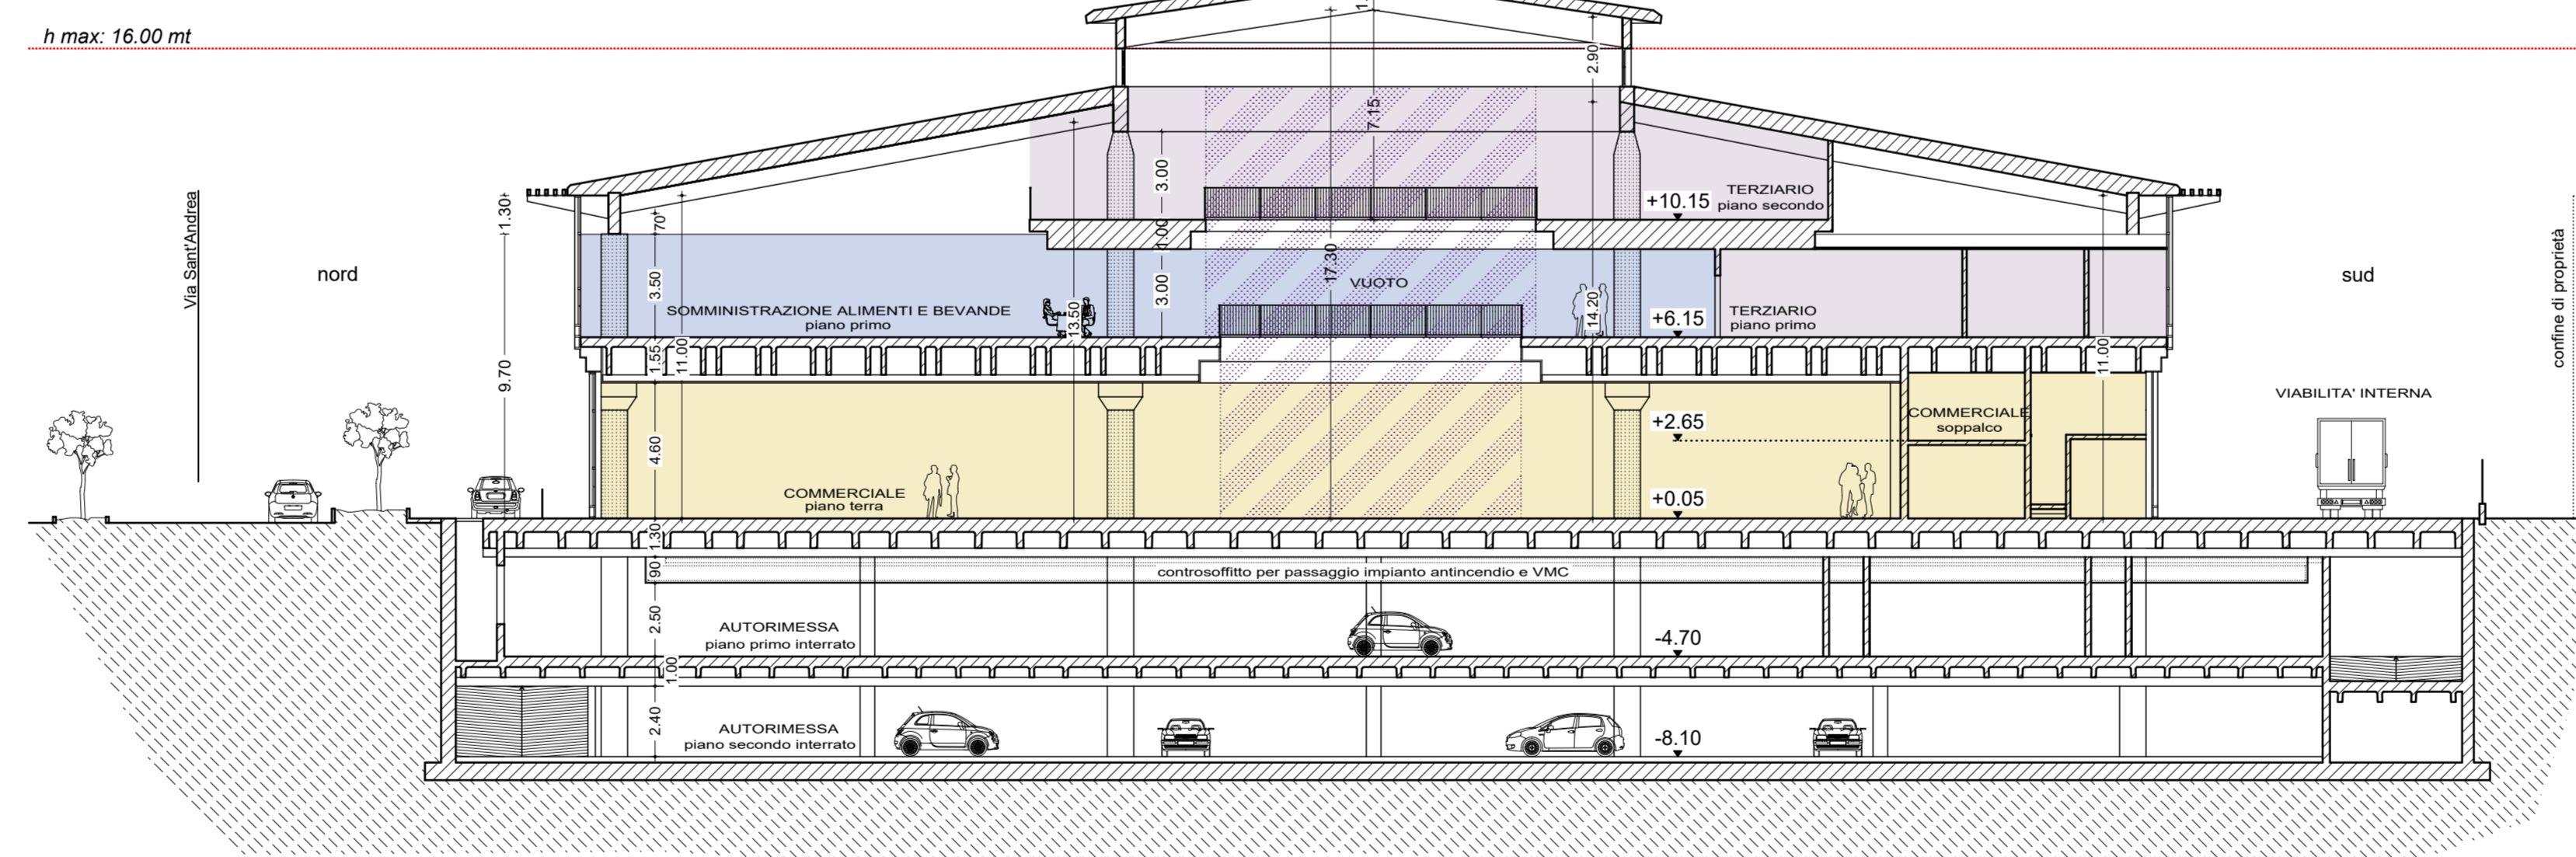 h max: 16.00 mt
1.
2.90
7.15
3.00
1.30
70
TERZIARIO
+10.15
piano secondo
Via Sant'Andrea
nord
1.00
17.30
VUOTO
sud
confine di proprietà
3.50
3.00
SOMMINISTRAZIONE ALIMENTI E BEVANDE
piano primo
13.50
14.20
+6.15
TERZIARIO
piano primo
1.55
11.00
11.00
9.70
VIABILITA' INTERNA
+2.65
COMMERCIALE
soppalco
4.60
COMMERCIALE
piano terra
+0.05
1.30
90
controsoffitto per passaggio impianto antincendio e VMC
2.50
AUTORIMESSA
piano primo interrato
-4.70
1.00
2.40
AUTORIMESSA
piano secondo interrato
-8.10